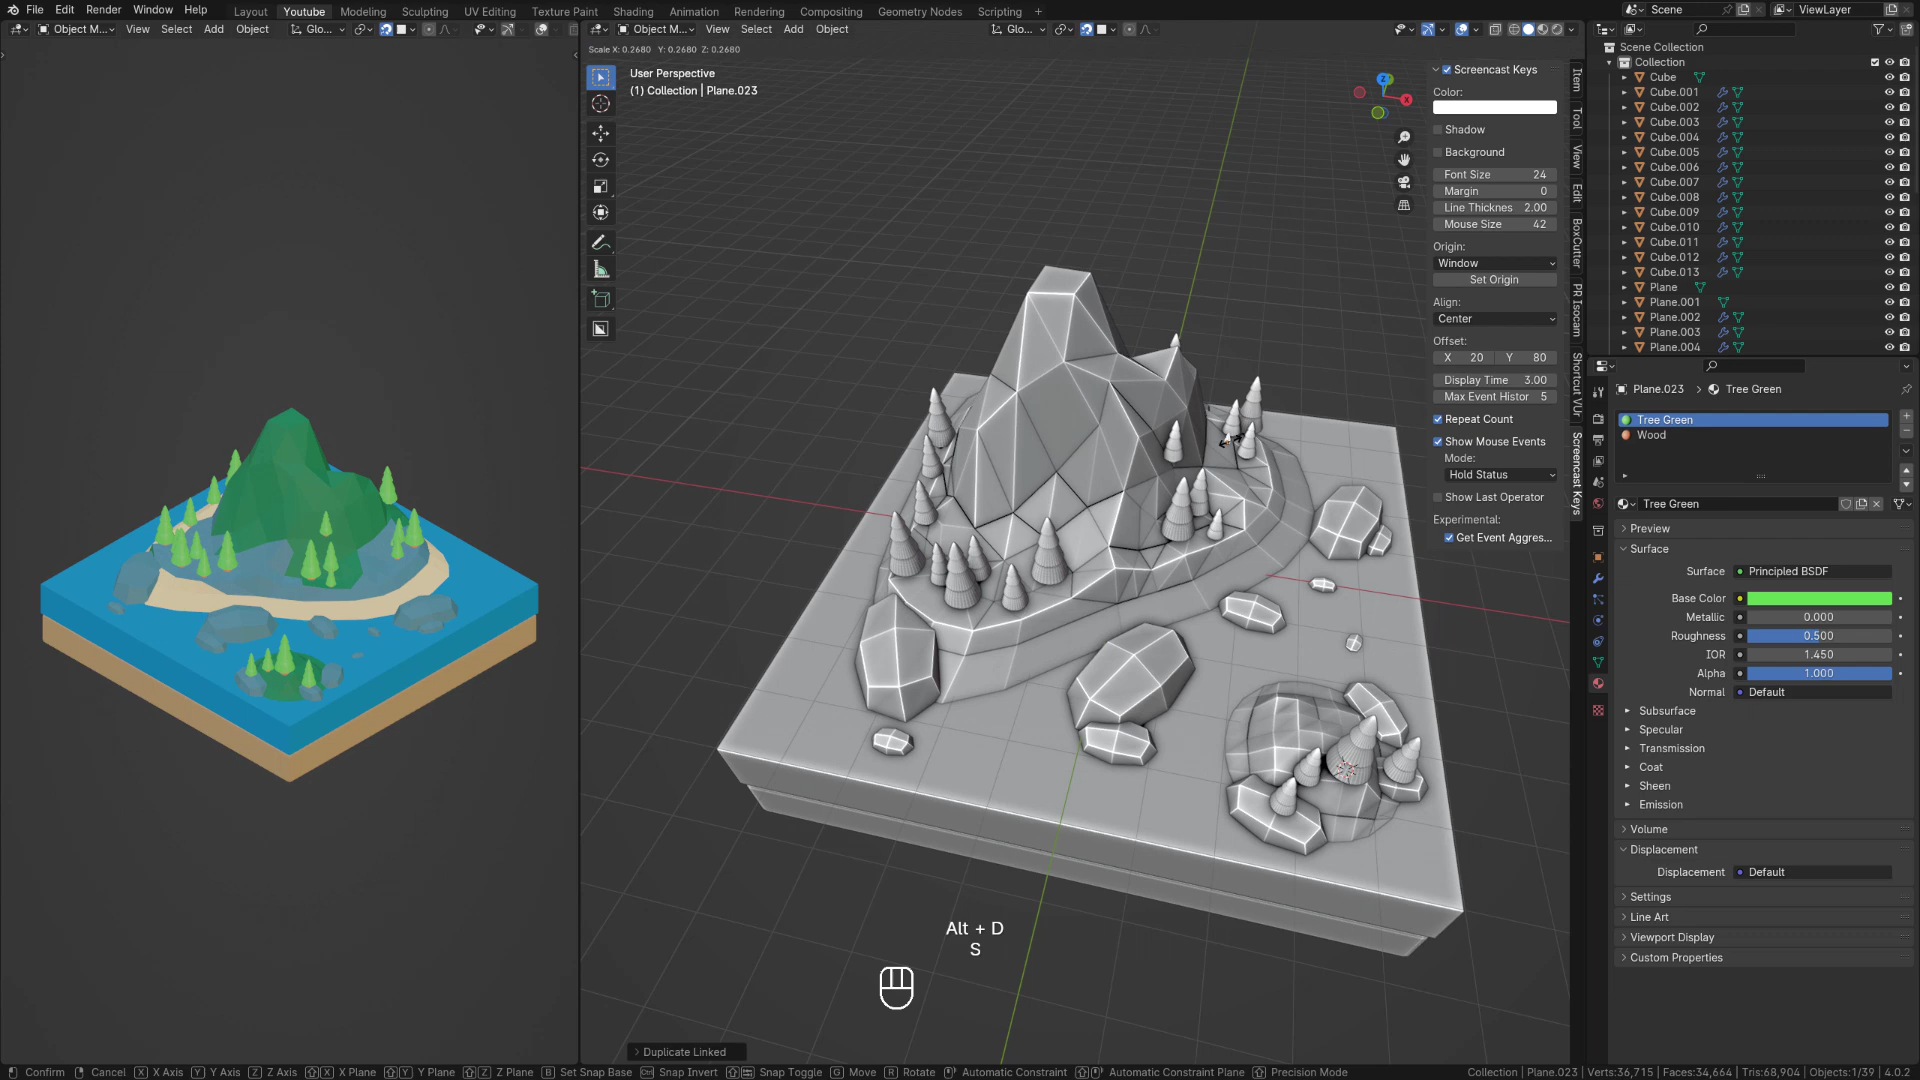 File Edit Render Window Help Layout Youtube Modeling Sculpting UV Editing Texture Paint Shading Animation Rendering Compositing Geometry Nodes Scripting + Scene ViewLayer
Object M... View Select Add Object Glo... Object M... View Select Add Object Glo...
Scale X: 0.2680 Y: 0.2680 Z: 0.2680
User Perspective
(1) Collection | Plane.023
Z
X
Screencast Keys
Color:
Shadow
Background
Font Size 24
Margin 0
Line Thicknes 2.00
Mouse Size 42
Origin:
Window
Set Origin
Align:
Center
Offset:
X 20 Y 80
Display Time 3.00
Max Event Histor 5
Repeat Count
Show Mouse Events
Mode:
Hold Status
Show Last Operator
Experimental:
Get Event Aggres...
Item
Tool
View
Edit
BoxCutter
PR Isocam
Shortcut VUr
Screencast Keys
Scene Collection
Collection
Cube
Cube.001
Cube.002
Cube.003
Cube.004
Cube.005
Cube.006
Cube.007
Cube.008
Cube.009
Cube.010
Cube.011
Cube.012
Cube.013
Plane
Plane.001
Plane.002
Plane.003
Plane.004
Plane.023 > Tree Green
Tree Green
Wood
Tree Green
Preview
Surface
Surface Principled BSDF
Base Color
Metallic 0.000
Roughness 0.500
IOR 1.450
Alpha 1.000
Normal Default
Subsurface
Specular
Transmission
Coat
Sheen
Emission
Volume
Displacement
Displacement Default
Settings
Line Art
Viewport Display
Custom Properties
Alt + D
S
Duplicate Linked
Confirm Cancel X X Axis Y Y Axis Z Z Axis X X Plane Y Y Plane Z Z Plane B Set Snap Base Ctrl Snap Invert Snap Toggle G Move R Rotate Automatic Constraint Automatic Constraint Plane Precision Mode Collection | Plane.023 | Verts:36,715 | Faces:34,664 | Tris:68,904 | Objects:1/39 | 4.0.2